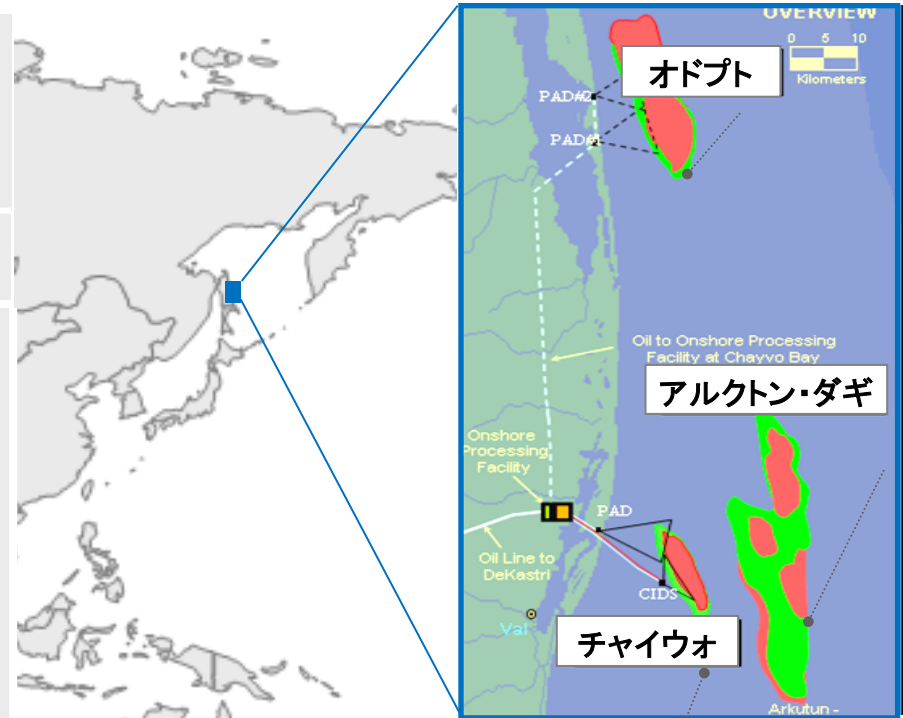 OVERVIEW
0 5 10
Kilometers
オドプト
PAD#2
PAD#1
Oil to Onshore Processing
Facility at Chayvo Bay
アルクトン・ダギ
Onshore
Processing
Facility
PAD
Oil Line to
DeKastri
CIDS
Val
チャイウォ
Arkutun -